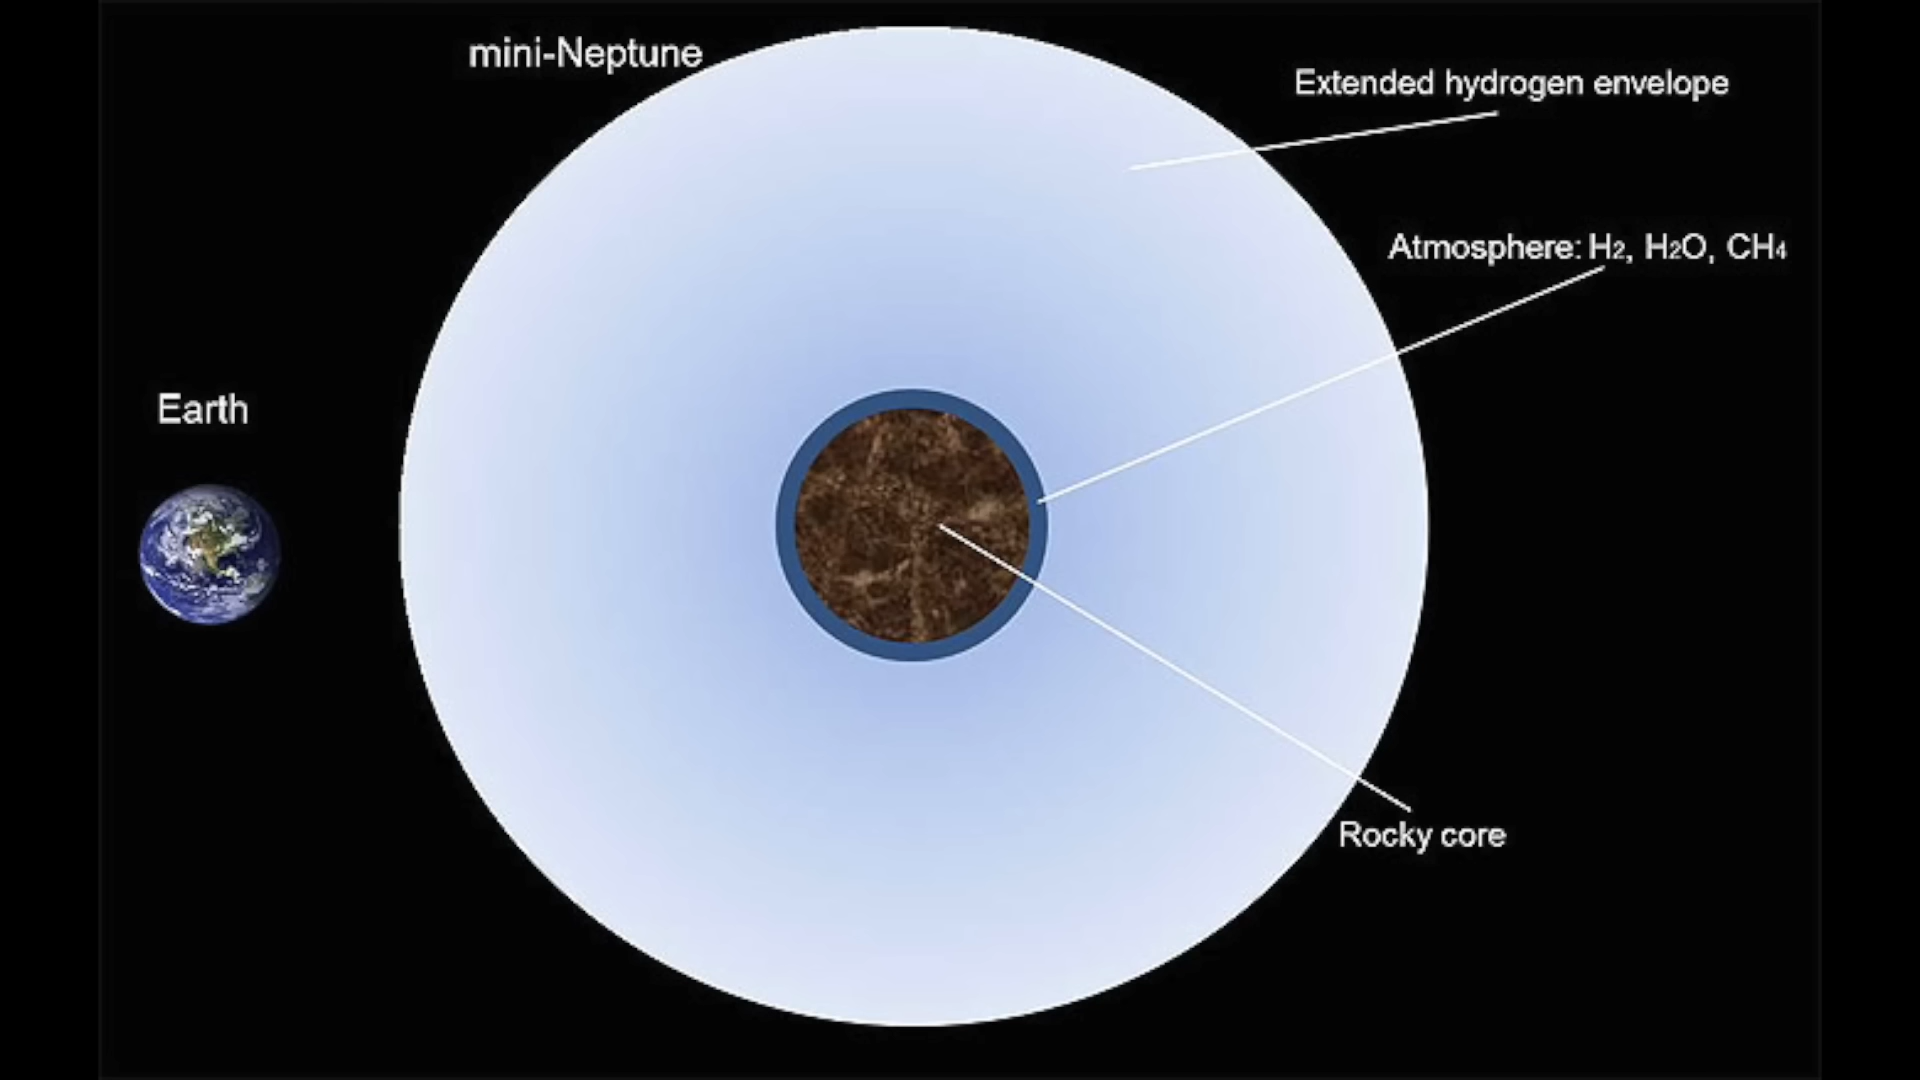 mini-Neptune
Extended hydrogen envelope
Atmosphere: H₂, H₂O, CH₄
Earth
Rocky core